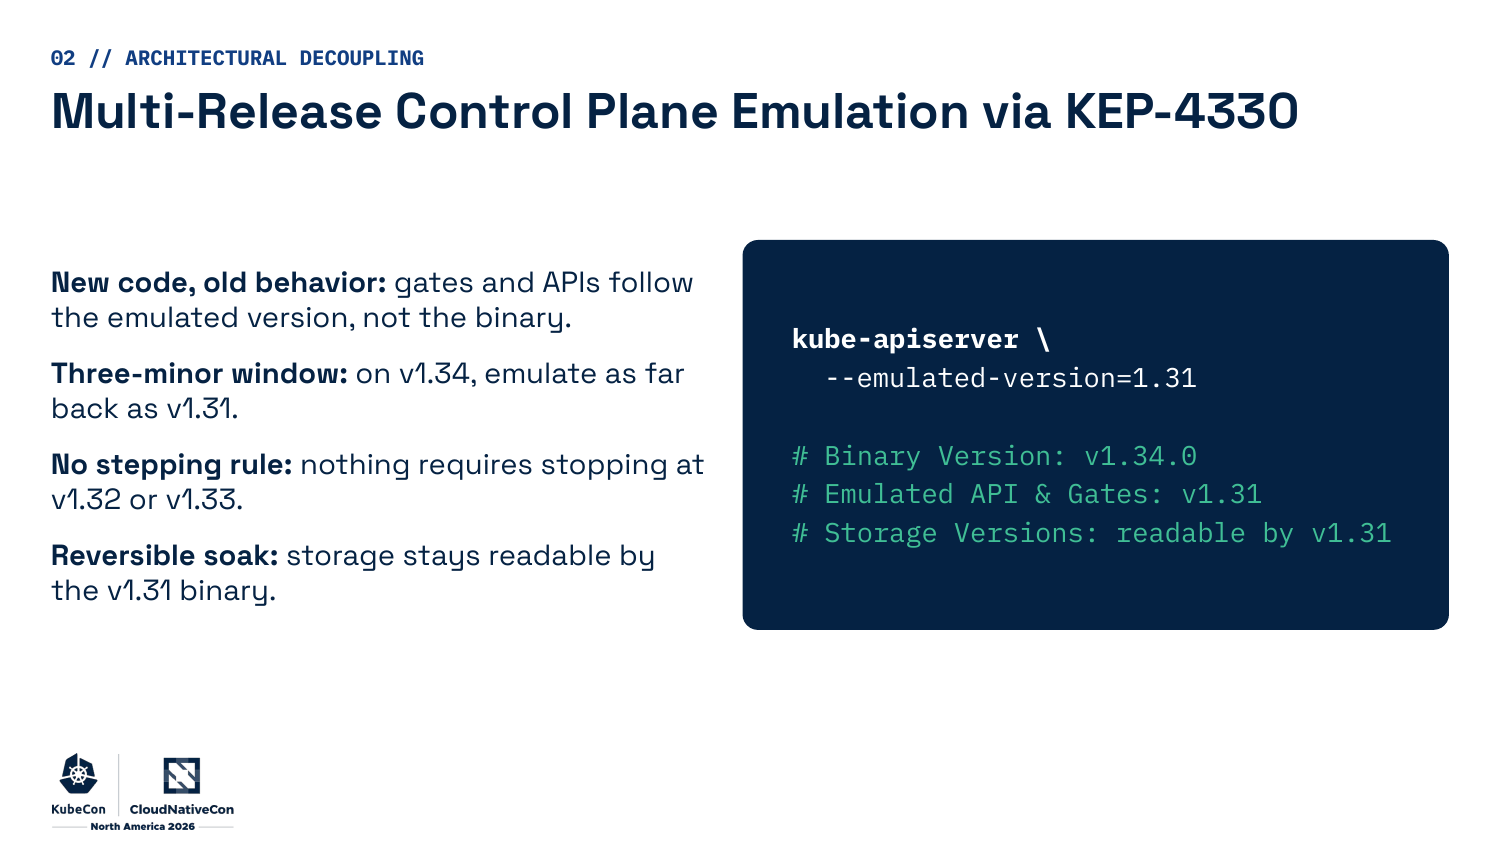 02 // ARCHITECTURAL DECOUPLING
Multi-Release Control Plane Emulation via KEP-4330
New code, old behavior: gates and APIs follow
the emulated version, not the binary.
Three-minor window: on v1.34, emulate as far
back as v1.31.
No stepping rule: nothing requires stopping at
v1.32 or v1.33.
Reversible soak: storage stays readable by
the v1.31 binary.
kube-apiserver \
--emulated-version=1.31
# Binary Version: v1.34.0
# Emulated API & Gates: v1.31
# Storage Versions: readable by v1.31
KubeCon
CloudNativeCon
North America 2026